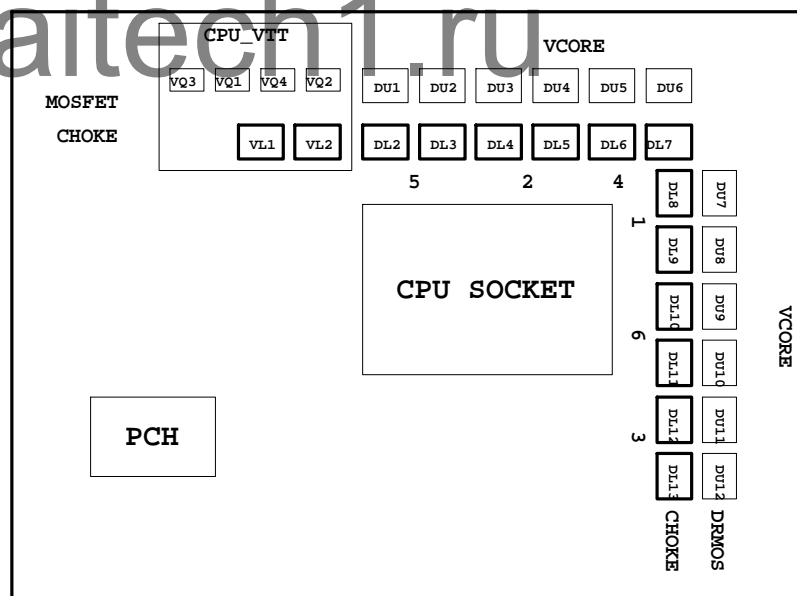 aitech1.ru
CPU_VTT
VCORE
VQ3 VQ1 VQ4 VQ2
DU1 DU2 DU3 DU4 DU5 DU6
MOSFET
CHOKE
VL1 VL2
DL2 DL3 DL4 DL5 DL6 DL7
5 2 4
DL8 DU7
1
DL9 DU8
CPU SOCKET
DL10 DU9
6
VCORE
DL11 DU10
PCH
DL12 DU11
3
DL13 DU12
CHOKE DRMOS